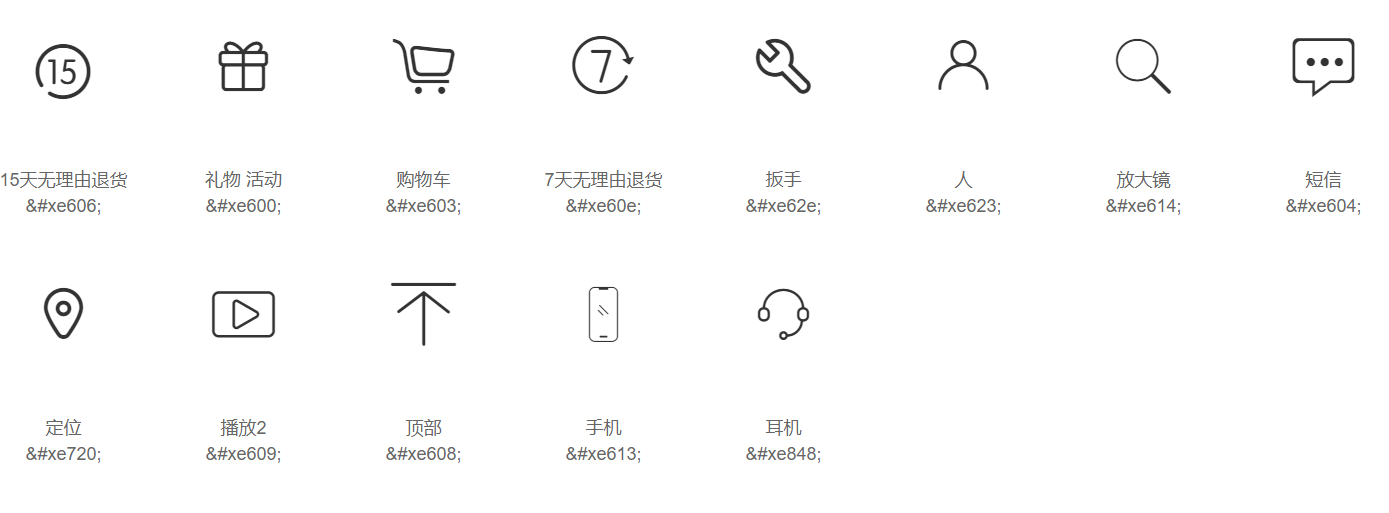 15
7
15天无理由退货
礼物 活动
购物车
7天无理由退货
扳手
人
放大镜
短信
&#xe606;
&#xe600;
&#xe603;
&#xe60e;
&#xe62e;
&#xe623;
&#xe614;
&#xe604;
定位
播放2
顶部
手机
耳机
&#xe720;
&#xe609;
&#xe608;
&#xe613;
&#xe848;